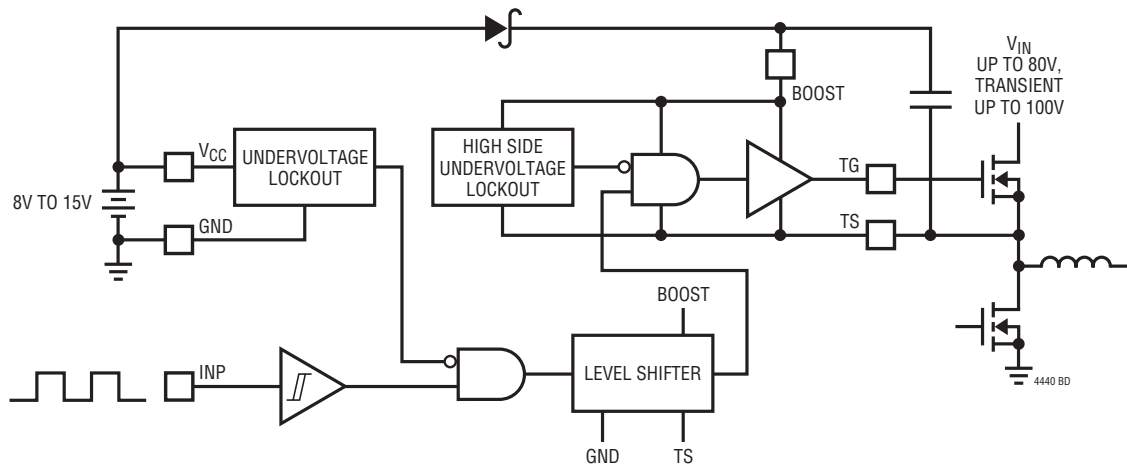 V_IN
UP TO 80V,
TRANSIENT
UP TO 100V
BOOST
V_CC
UNDERVOLTAGE
LOCKOUT
HIGH SIDE
UNDERVOLTAGE
LOCKOUT
TG
8V TO 15V
GND
TS
BOOST
INP
LEVEL SHIFTER
4440 BD
GND
TS